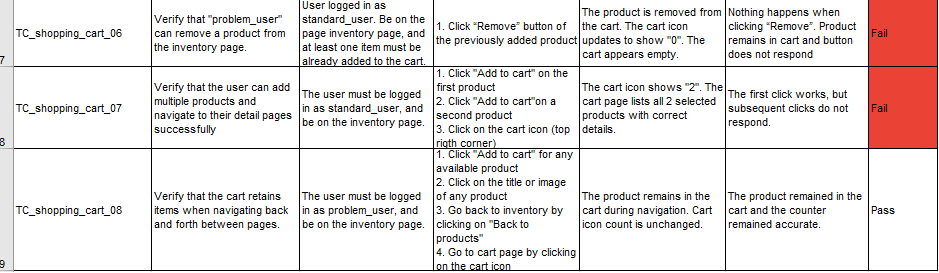 7
TC_shopping_cart_06
Verify that "problem_user"
can remove a product from
the inventory page.
User logged in as
standard_user. Be on the
page inventory page, and
at least one item must be
already added to the cart.
1. Click “Remove” button of
the previously added product
The product is removed from
the cart. The cart icon
updates to show "0". The
cart appears empty.
Nothing happens when
clicking “Remove”. Product
remains in cart and button
does not respond
Fail
8
TC_shopping_cart_07
Verify that the user can add
multiple products and
navigate to their detail pages
successfully
The user must be logged
in as standard_user, and
be on the inventory page.
1. Click "Add to cart" on the
first product
2. Click "Add to cart"on a
second product
3. Click on the cart icon (top
rigth corner)
The cart icon shows "2". The
cart page lists all 2 selected
products with correct
details.
The first click works, but
subsequent clicks do not
respond.
Fail
9
TC_shopping_cart_08
Verify that the cart retains
items when navigating back
and forth between pages.
The user must be logged
in as problem_user, and
be on the inventory page.
1. Click "Add to cart" for any
available product
2. Click on the title or image
of any product
3. Go back to inventory by
clicking on "Back to
products"
4. Go to cart page by clicking
on the cart icon
The product remains in the
cart during navigation. Cart
icon count is unchanged.
The product remained in the
cart and the counter
remained accurate.
Pass